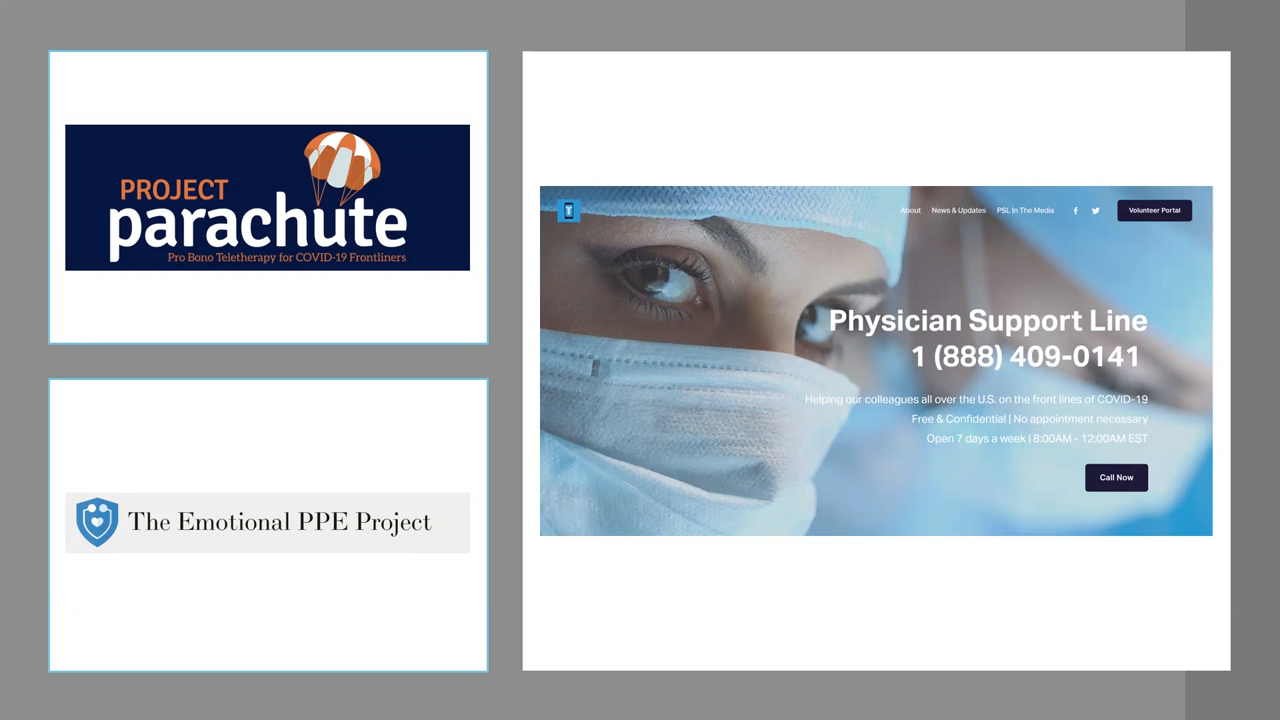 PROJECT
parachute
Pro Bono Teletherapy for COVID-19 Frontliners
The Emotional PPE Project
About News & Updates PSL In The Media Volunteer Portal
Physician Support Line
1 (888) 409-0141
Helping our colleagues all over the U.S. on the front lines of COVID-19
Free & Confidential | No appointment necessary
Open 7 days a week | 8:00AM - 12:00AM EST
Call Now